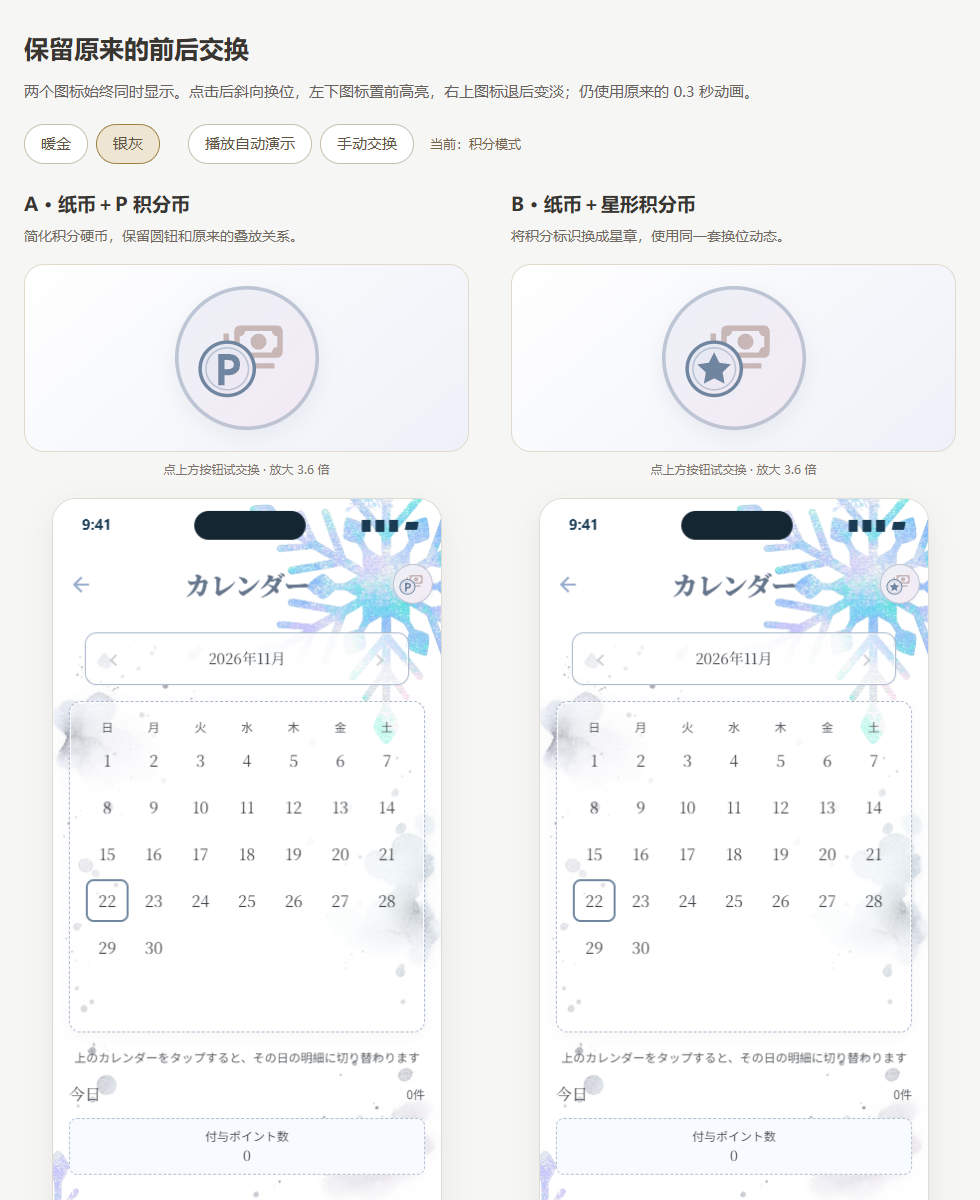 保留原来的前后交换
两个图标始终同时显示。点击后斜向换位，左下图标置前高亮，右上图标退后变淡；仍使用原来的 0.3 秒动画。
暖金 银灰 播放自动演示 手动交换 当前：积分模式
A・纸币 + P 积分币
简化积分硬币，保留圆钮和原来的叠放关系。
P
点上方按钮试交换 · 放大 3.6 倍
9:41
カレンダー
P
2026年11月
日 月 火 水 木 金 土
1 2 3 4 5 6 7
8 9 10 11 12 13 14
15 16 17 18 19 20 21
22 23 24 25 26 27 28
29 30
上のカレンダーをタップすると、その日の明細に切り替わります
今日 0件
付与ポイント数
0
B・纸币 + 星形积分币
将积分标识换成星章，使用同一套换位动态。
点上方按钮试交换 · 放大 3.6 倍
9:41
カレンダー
2026年11月
日 月 火 水 木 金 土
1 2 3 4 5 6 7
8 9 10 11 12 13 14
15 16 17 18 19 20 21
22 23 24 25 26 27 28
29 30
上のカレンダーをタップすると、その日の明細に切り替わります
今日 0件
付与ポイント数
0